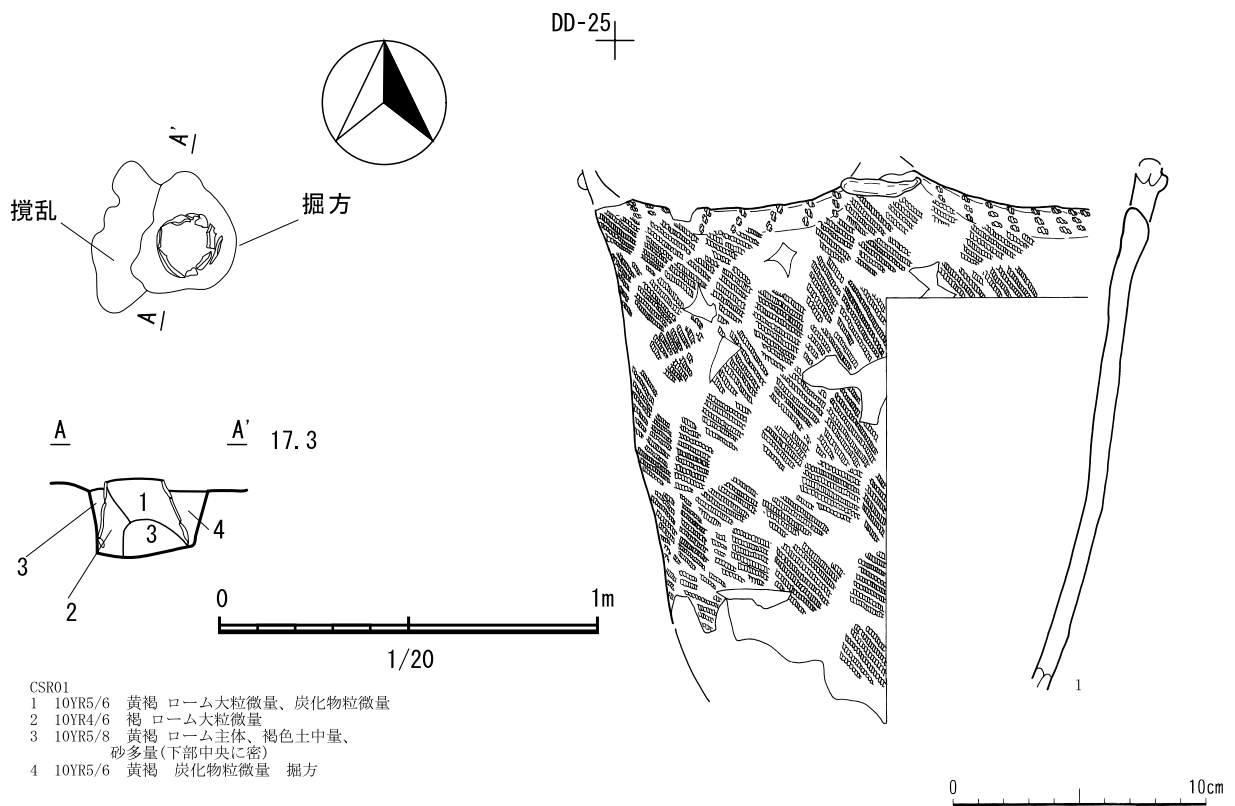 DD-25
A'
撹乱
掘方
A
A A' 17.3
1
3
4
3
2
0 1m
1/20
CSR01
1 10YR5/6 黄褐 ローム大粒微量、炭化物粒微量
2 10YR4/6 褐 ローム大粒微量
3 10YR5/8 黄褐 ローム主体、褐色土中量、
砂多量(下部中央に密)
4 10YR5/6 黄褐 炭化物粒微量 掘方
1
0 10cm